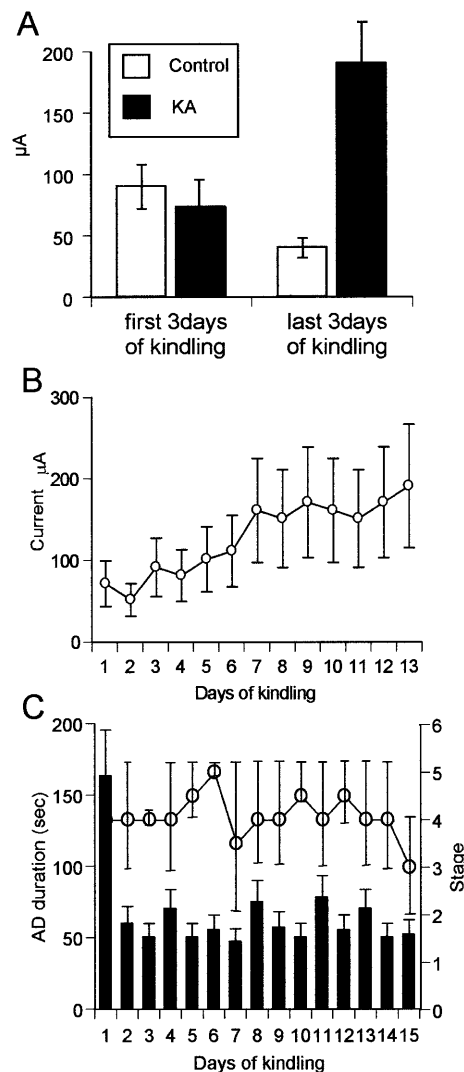 A
200
150
100
50
0
µA
Control
KA
first 3days
of kindling
last 3days
of kindling
B
300
200
100
0
Current µA
1 2 3 4 5 6 7 8 9 10 11 12 13
Days of kindling
C
200
150
100
50
0
AD duration (sec)
6
5
4
3
2
1
0
Stage
1 2 3 4 5 6 7 8 9 10 11 12 13 14 15
Days of kindling